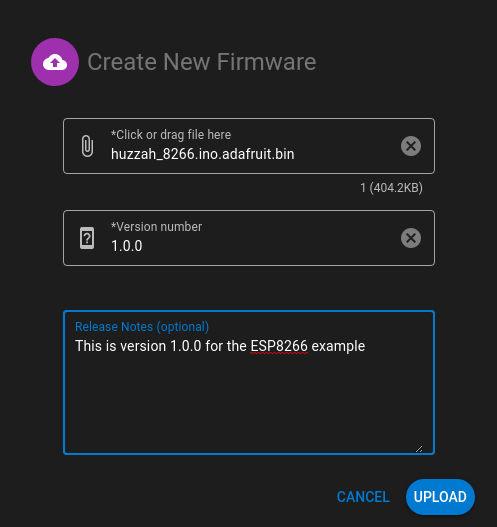 Create New Firmware
*Click or drag file here
huzzah_8266.ino.adafruit.bin
1 (404.2KB)
*Version number
1.0.0
Release Notes (optional)
This is version 1.0.0 for the ESP8266 example
CANCEL UPLOAD